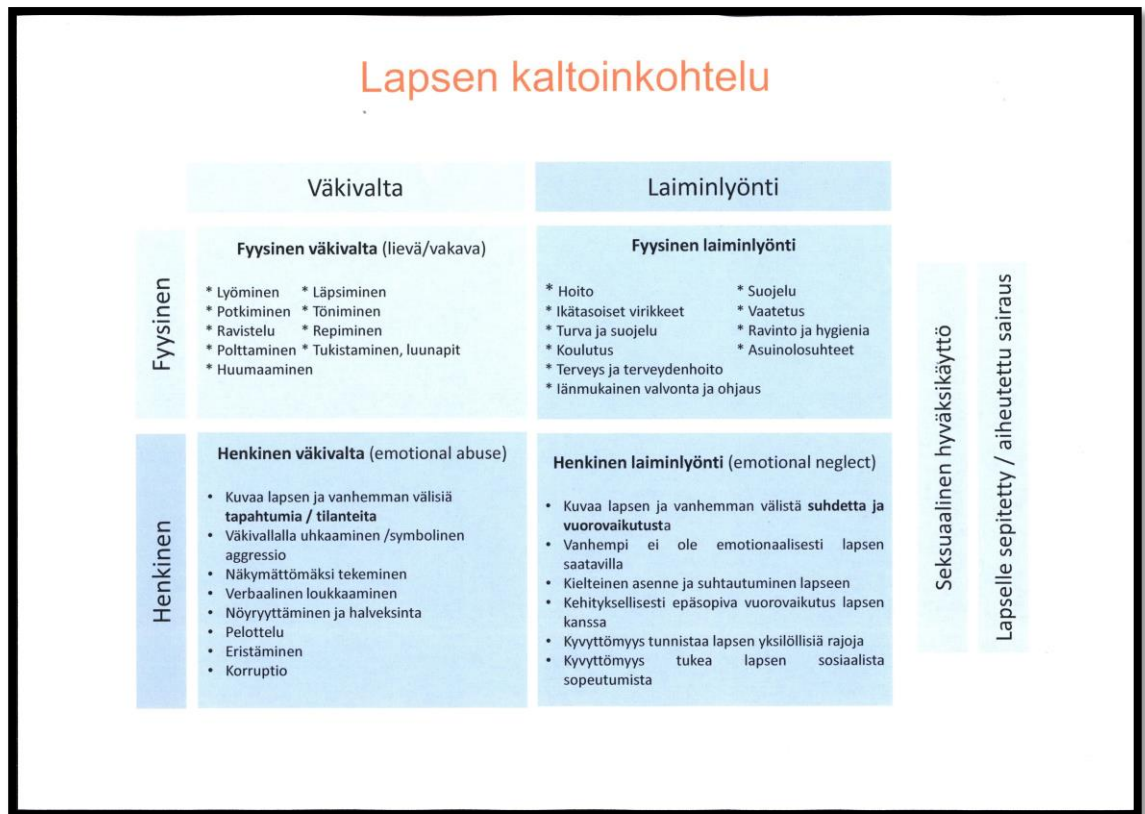 Lapsen kaltoinkohtelu
Väkivalta
Laiminlyönti
Fyysinen
Fyysinen väkivalta (lievä/vakava)
* Lyöminen * Läpsiminen
* Potkiminen * Töniminen
* Ravistelu * Repiminen
* Polttaminen * Tukistaminen, luunapit
* Huumaaminen
Fyysinen laiminlyönti
* Hoito * Suojelu
* Ikätasoiset virikkeet * Vaatetus
* Turva ja suojelu * Ravinto ja hygienia
* Koulutus * Asuinolosuhteet
* Terveys ja terveydenhoito
* Iänmukainen valvonta ja ohjaus
Henkinen
Henkinen väkivalta (emotional abuse)
• Kuvaa lapsen ja vanhemman välisiä
tapahtumia / tilanteita
• Väkivallalla uhkaaminen /symbolinen
aggressio
• Näkymättömäksi tekeminen
• Verbaalinen loukkaaminen
• Nöyryyttäminen ja halveksinta
• Pelottelu
• Eristäminen
• Korruptio
Henkinen laiminlyönti (emotional neglect)
• Kuvaa lapsen ja vanhemman välistä suhdetta ja
vuorovaikutusta
• Vanhempi ei ole emotionaalisesti lapsen
saatavilla
• Kielteinen asenne ja suhtautuminen lapseen
• Kehityksellisesti epäsopiva vuorovaikutus lapsen
kanssa
• Kyvyttömyys tunnistaa lapsen yksilöllisiä rajoja
• Kyvyttömyys tukea lapsen sosiaalista
sopeutumista
Seksuaalinen hyväksikäyttö
Lapselle sepitetty / aiheutettu sairaus